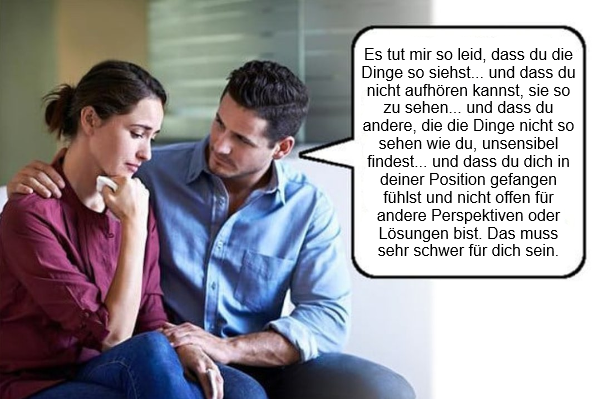 Es tut mir so leid, dass du die
Dinge so siehst... und dass du
nicht aufhören kannst, sie so
zu sehen... und dass du
andere, die die Dinge nicht so
sehen wie du, unsensibel
findest... und dass du dich in
deiner Position gefangen
fühlst und nicht offen für
andere Perspektiven oder
Lösungen bist. Das muss
sehr schwer für dich sein.